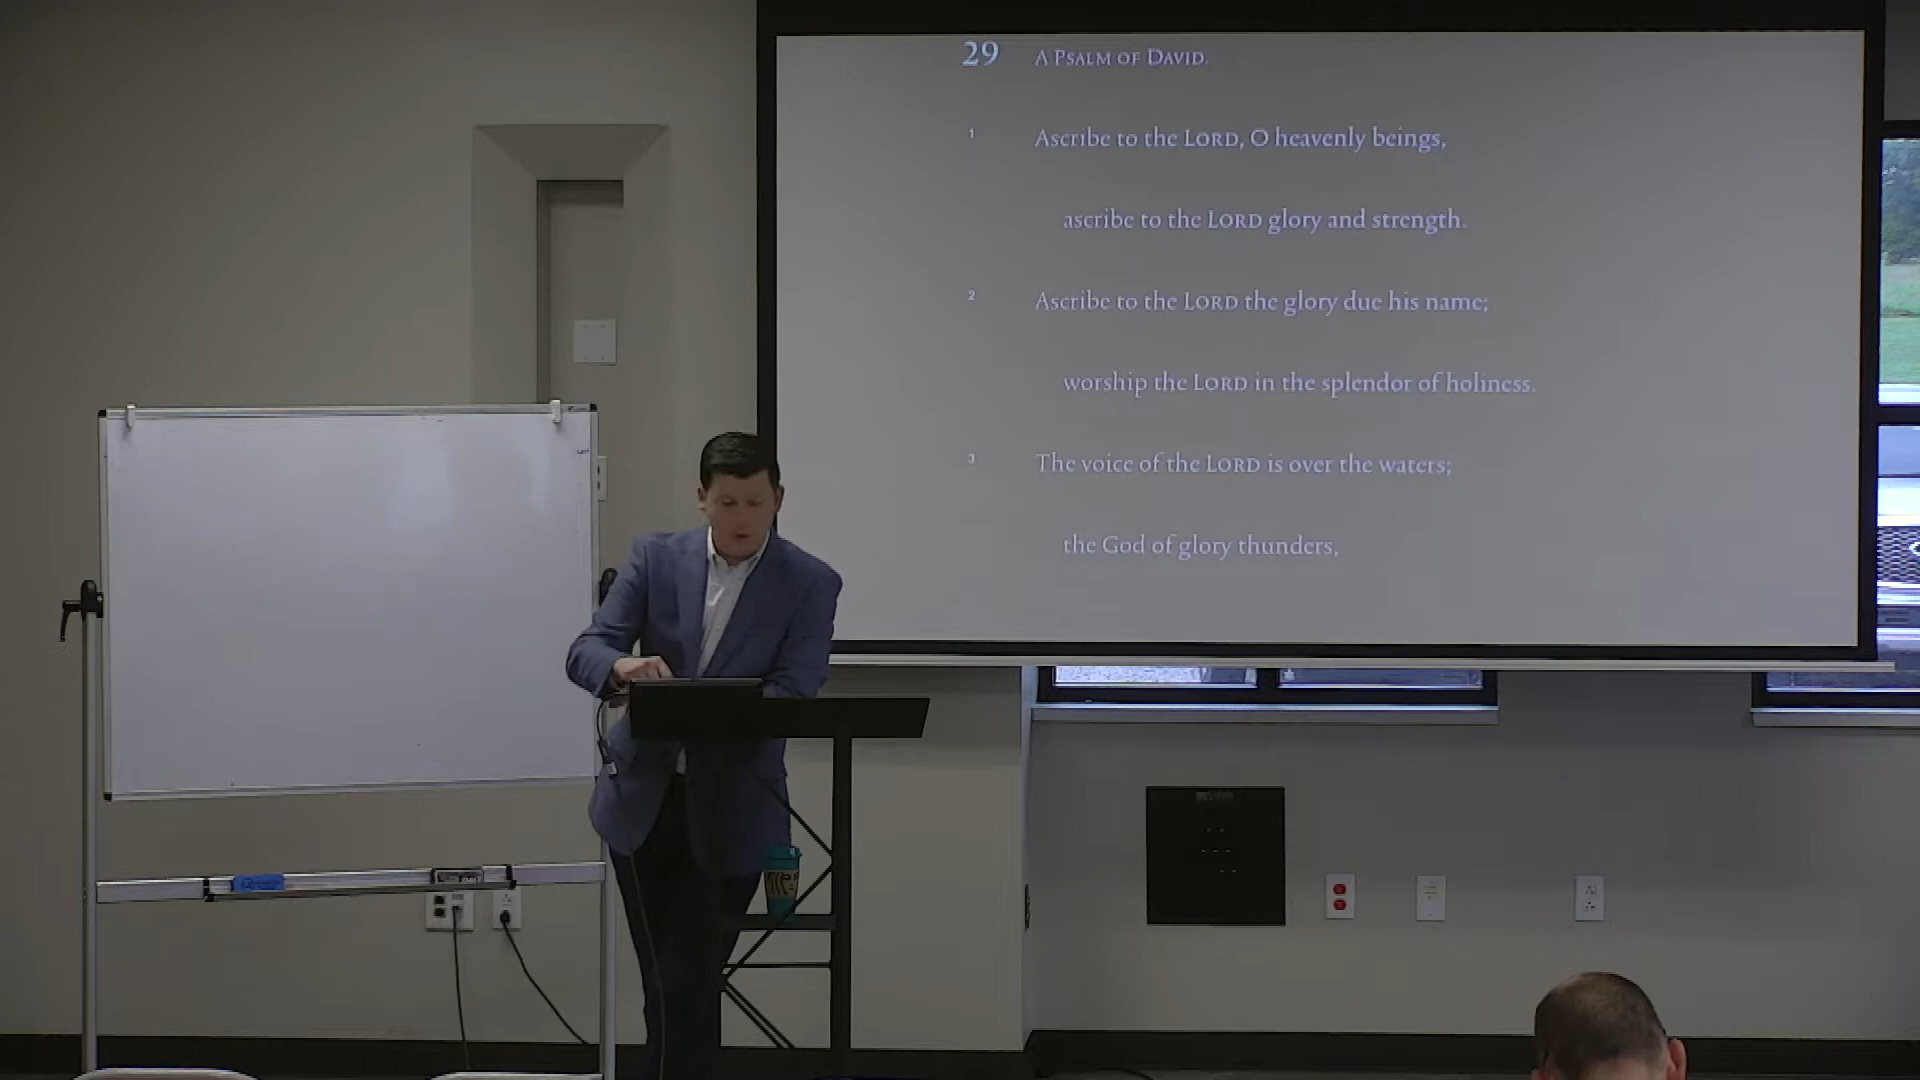 29 A Psalm of David.
1 Ascribe to the LORD, O heavenly beings,
ascribe to the LORD glory and strength.
2 Ascribe to the LORD the glory due his name;
worship the LORD in the splendor of holiness.
3 The voice of the LORD is over the waters;
the God of glory thunders,